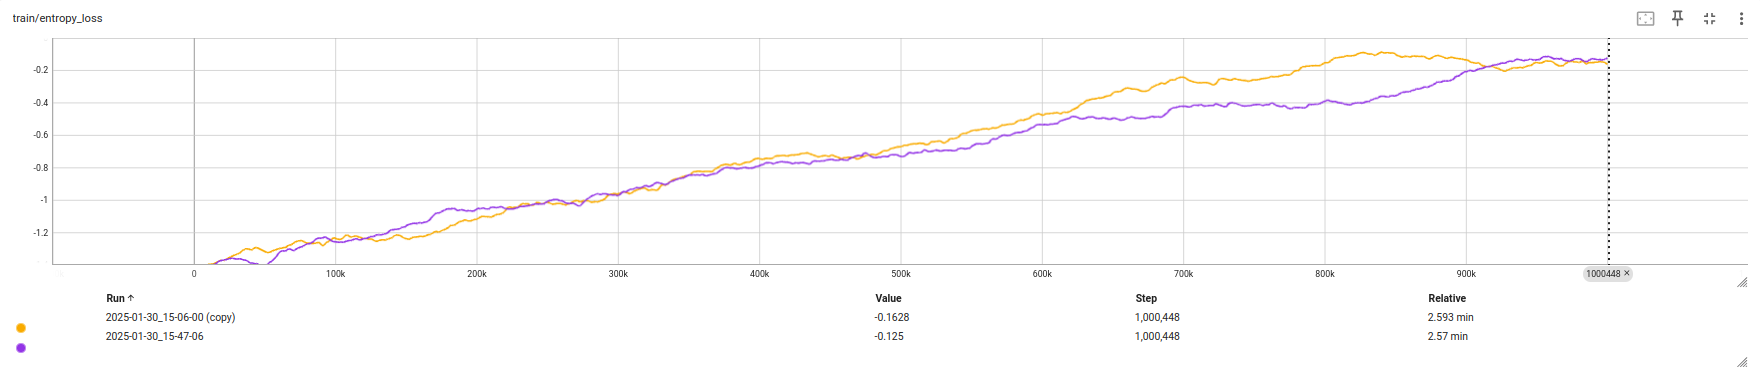 train/entropy_loss
-0.2
-0.4
-0.6
-0.8
-1
-1.2
0 100k 200k 300k 400k 500k 600k 700k 800k 900k 1000448 ×
Run ↑ Value Step Relative
2025-01-30_15-06-00 (copy) -0.1628 1,000,448 2.593 min
2025-01-30_15-47-06 -0.125 1,000,448 2.57 min